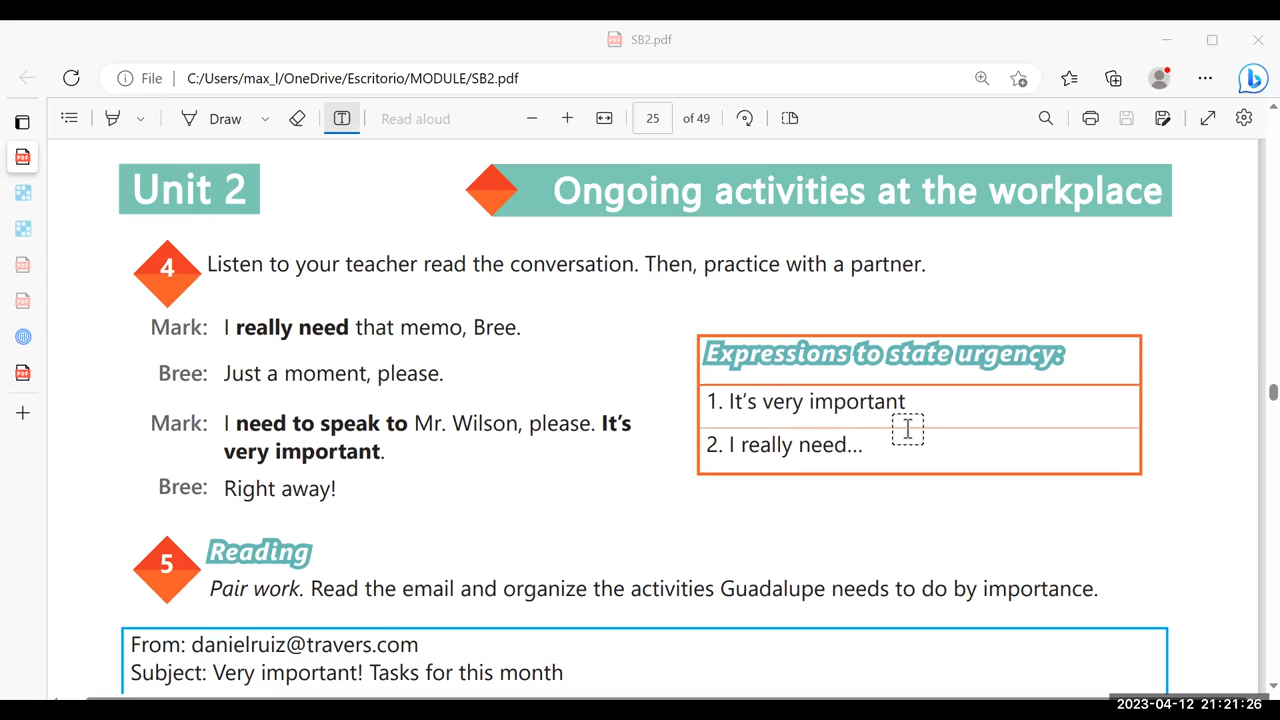 SB2.pdf
File | C:/Users/max_l/OneDrive/Escritorio/MODULE/SB2.pdf
Draw
Read aloud
25 of 49
Unit 2
Ongoing activities at the workplace
4 Listen to your teacher read the conversation. Then, practice with a partner.
Mark: I really need that memo, Bree.
Bree: Just a moment, please.
Mark: I need to speak to Mr. Wilson, please. It's
very important.
Bree: Right away!
Expressions to state urgency:
1. It's very important
2. I really need...
5 Reading
Pair work. Read the email and organize the activities Guadalupe needs to do by importance.
From: danielruiz@travers.com
Subject: Very important! Tasks for this month
2023-04-12 21:21:26